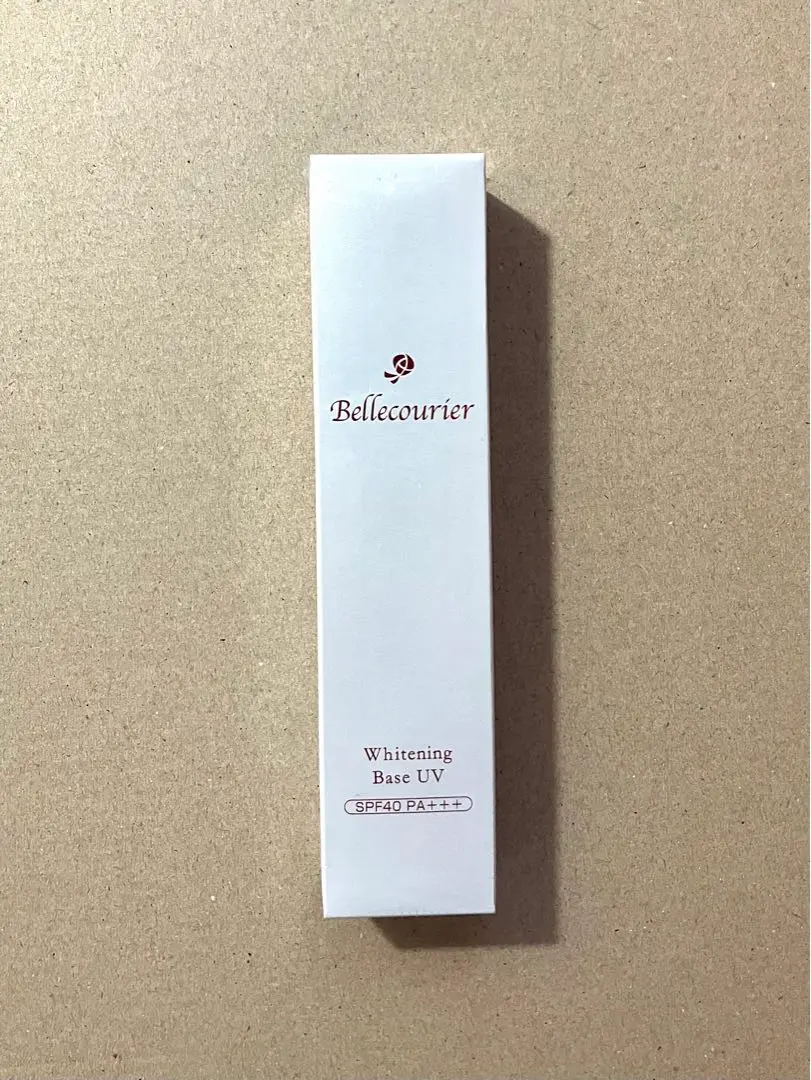 Bellecourier
Whitening
Base UV
SPF40 PA+++